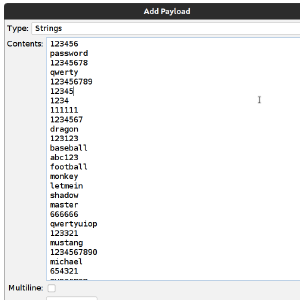 Add Payload
Type: Strings
Contents: 123456
password
12345678
qwerty
123456789
12345
1234
111111
1234567
dragon
123123
baseball
abc123
football
monkey
letmein
shadow
master
666666
qwertyuiop
123321
mustang
1234567890
michael
654321
Multiline: